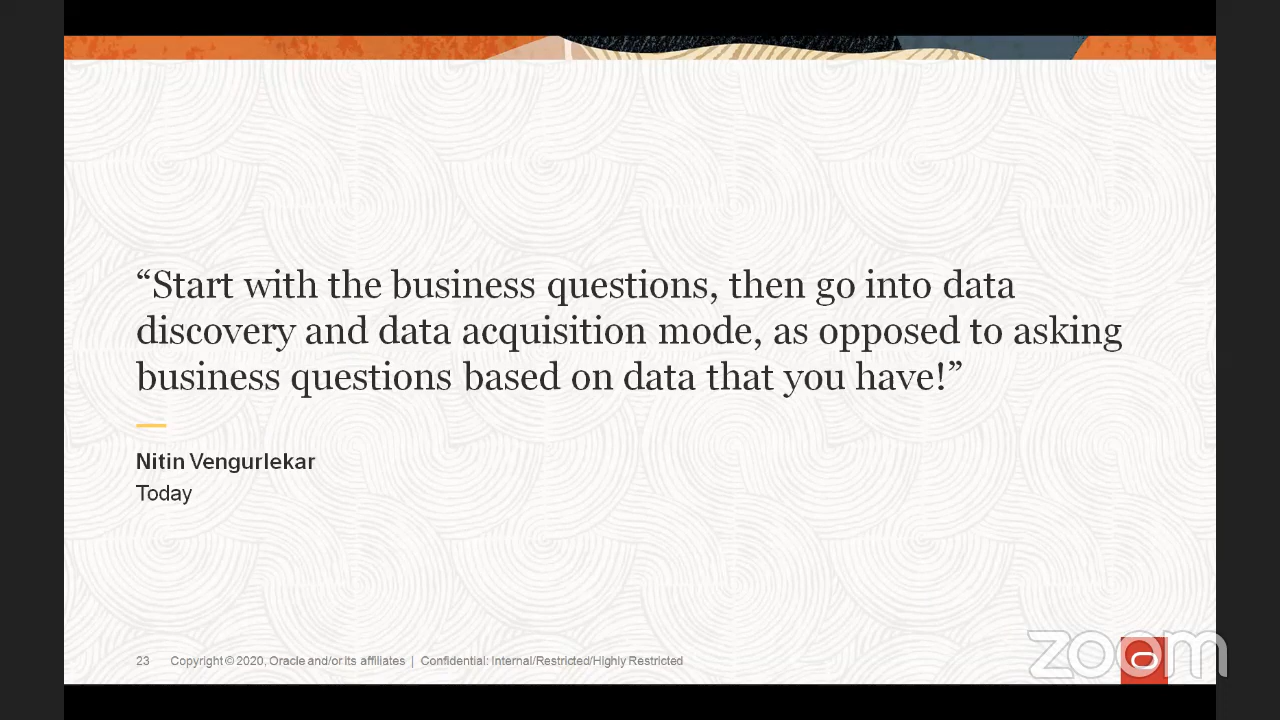 “Start with the business questions, then go into data
discovery and data acquisition mode, as opposed to asking
business questions based on data that you have!”
Nitin Vengurlekar
Today
23 Copyright © 2020, Oracle and/or its affiliates | Confidential: Internal/Restricted/Highly Restricted
zoom